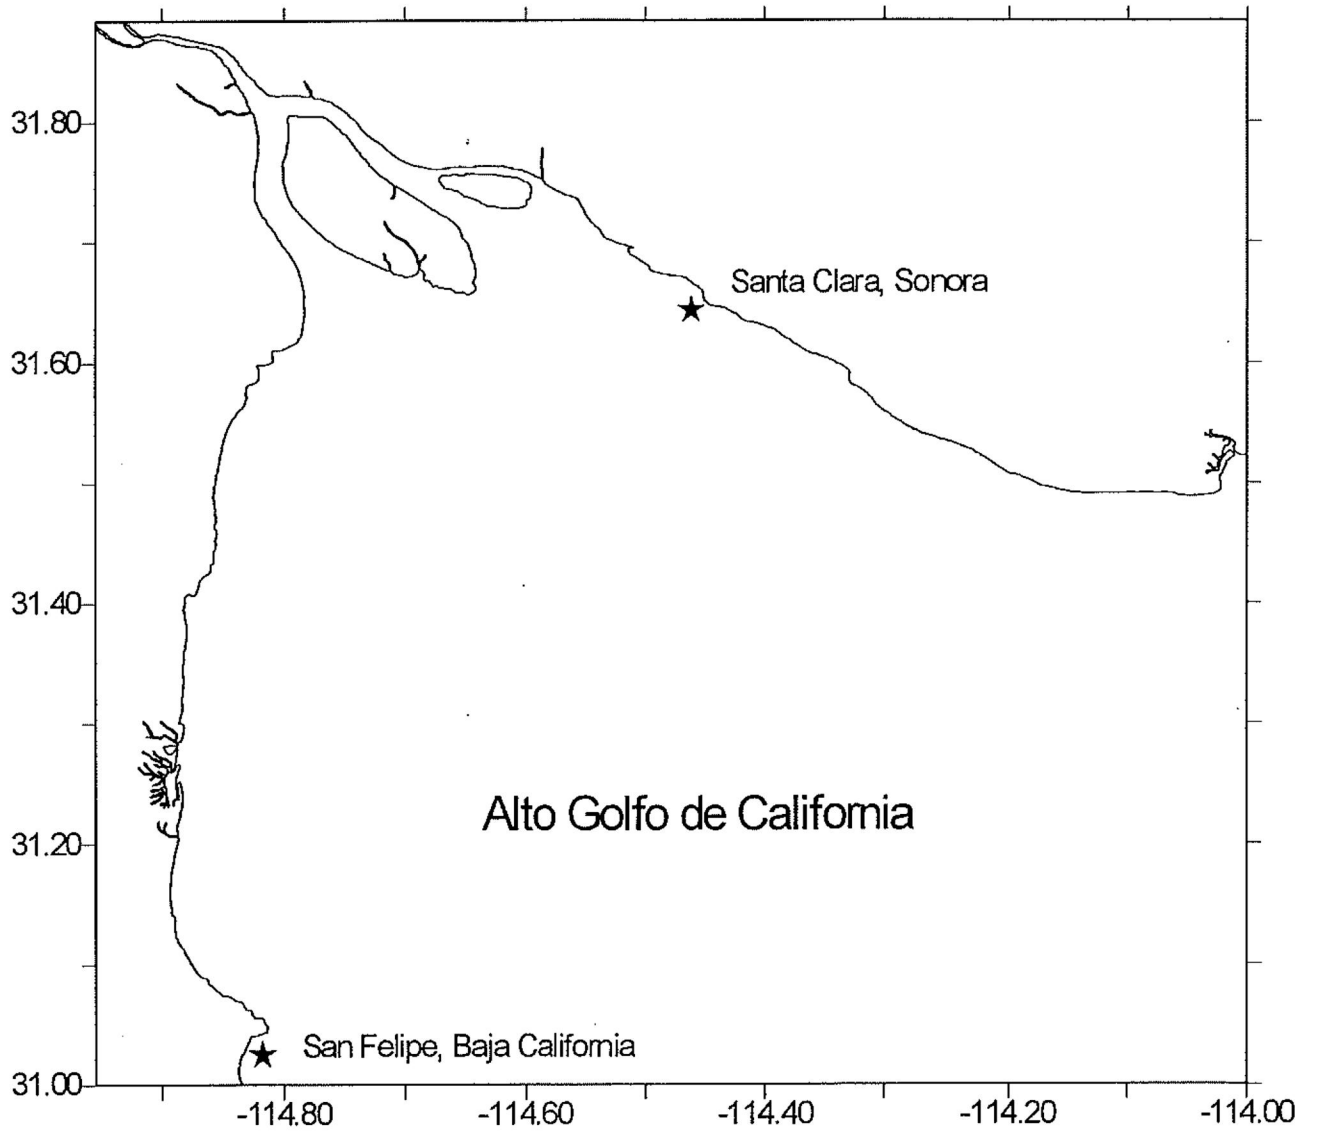 31.80
Santa Clara, Sonora
31.60
31.40
Alto Golfo de California
31.20
San Felipe, Baja California
31.00
-114.80 -114.60 -114.40 -114.20 -114.00